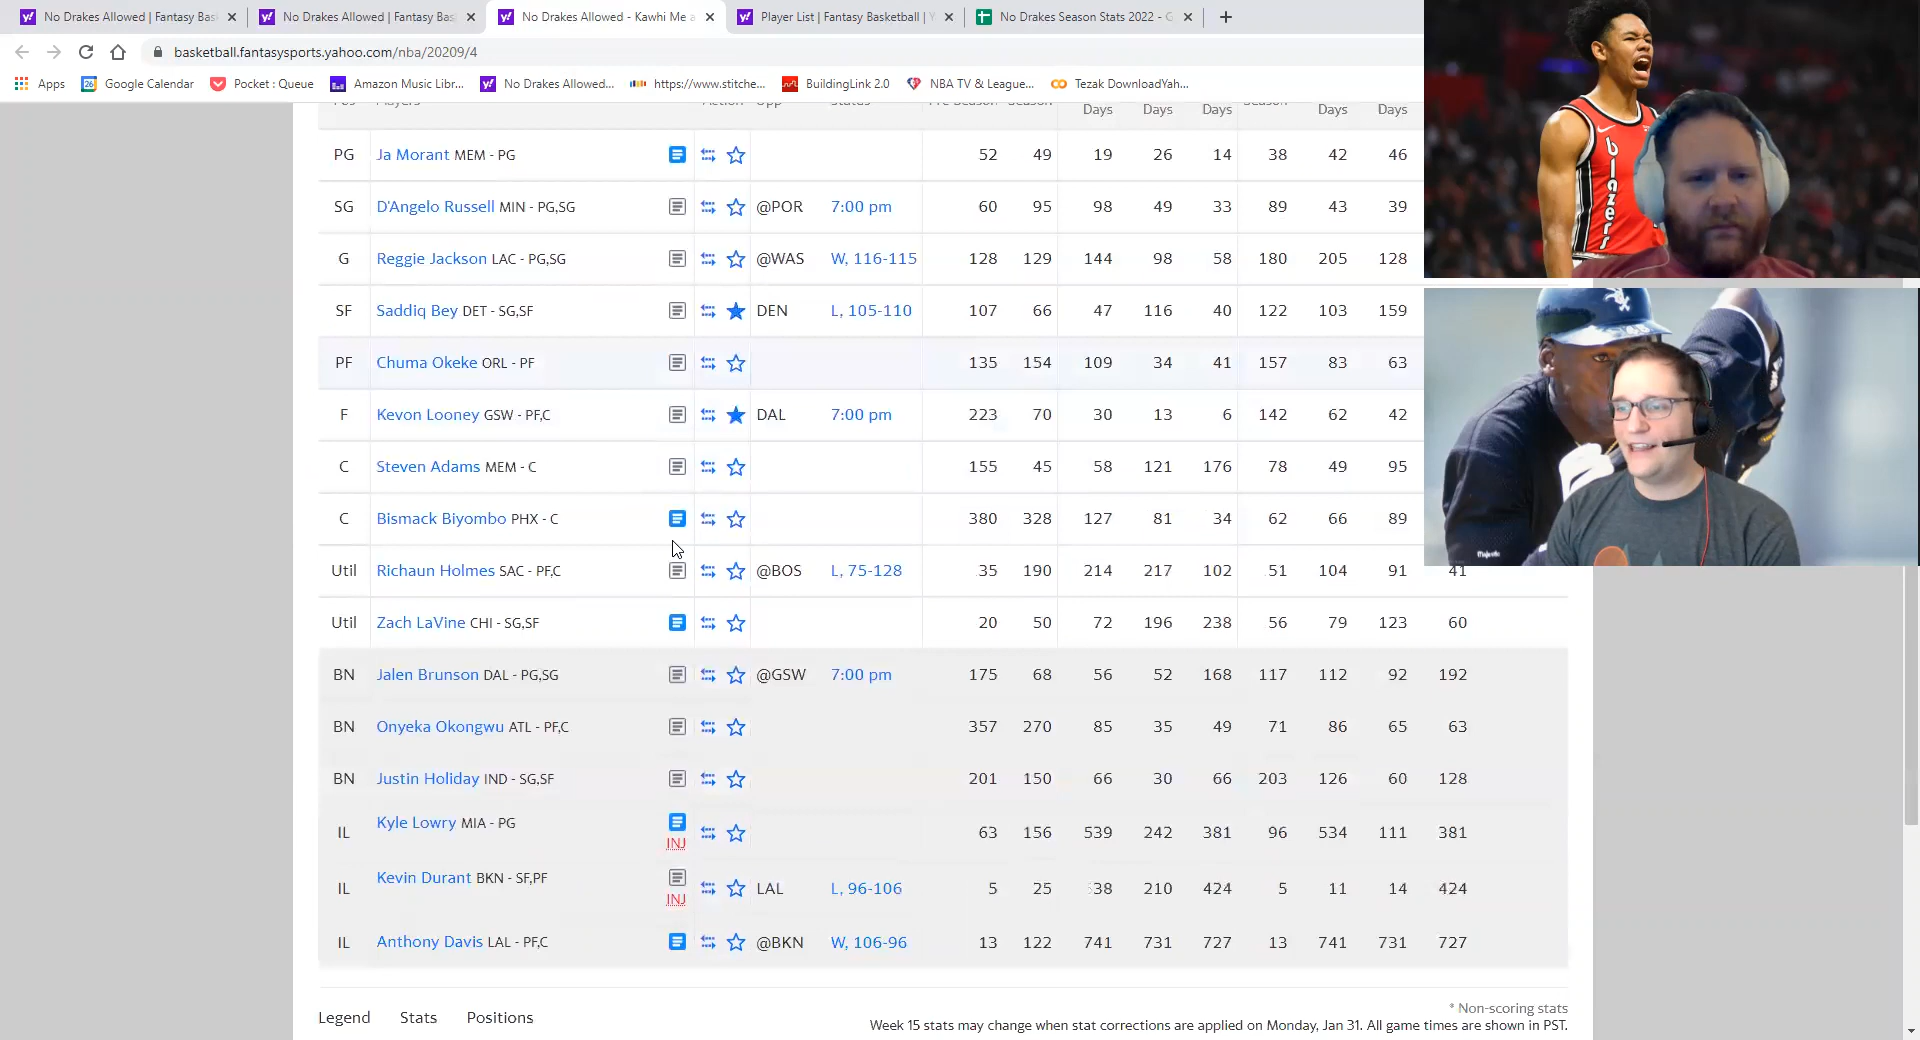 No Drakes Allowed | Fantasy Bas × No Drakes Allowed | Fantasy Bas × No Drakes Allowed - Kawhi Me a × Player List | Fantasy Basketball | Y × No Drakes Season Stats 2022 - G × +
basketball.fantasysports.yahoo.com/nba/20209/4
Apps Google Calendar Pocket : Queue Amazon Music Libr... No Drakes Allowed... https://www.stitche... BuildingLink 2.0 NBA TV & League... Tezak DownloadYah...
Pos Players Action Opp Status Pre-Season Season Days Days Days Season Days Days
PG Ja Morant MEM - PG 52 49 19 26 14 38 42 46
SG D'Angelo Russell MIN - PG,SG @POR 7:00 pm 60 95 98 49 33 89 43 39
G Reggie Jackson LAC - PG,SG @WAS W, 116-115 128 129 144 98 58 180 205 128
SF Saddiq Bey DET - SG,SF DEN L, 105-110 107 66 47 116 40 122 103 159
PF Chuma Okeke ORL - PF 135 154 109 34 41 157 83 63
F Kevon Looney GSW - PF,C DAL 7:00 pm 223 70 30 13 6 142 62 42
C Steven Adams MEM - C 155 45 58 121 176 78 49 95
C Bismack Biyombo PHX - C 380 328 127 81 34 62 66 89
Util Richaun Holmes SAC - PF,C @BOS L, 75-128 35 190 214 217 102 51 104 91 41
Util Zach LaVine CHI - SG,SF 20 50 72 196 238 56 79 123 60
BN Jalen Brunson DAL - PG,SG @GSW 7:00 pm 175 68 56 52 168 117 112 92 192
BN Onyeka Okongwu ATL - PF,C 357 270 85 35 49 71 86 65 63
BN Justin Holiday IND - SG,SF 201 150 66 30 66 203 126 60 128
IL Kyle Lowry MIA - PG INJ 63 156 539 242 381 96 534 111 381
IL Kevin Durant BKN - SF,PF INJ LAL L, 96-106 5 25 38 210 424 5 11 14 424
IL Anthony Davis LAL - PF,C @BKN W, 106-96 13 122 741 731 727 13 741 731 727
* Non-scoring stats
Legend Stats Positions
Week 15 stats may change when stat corrections are applied on Monday, Jan 31. All game times are shown in PST.
blazers